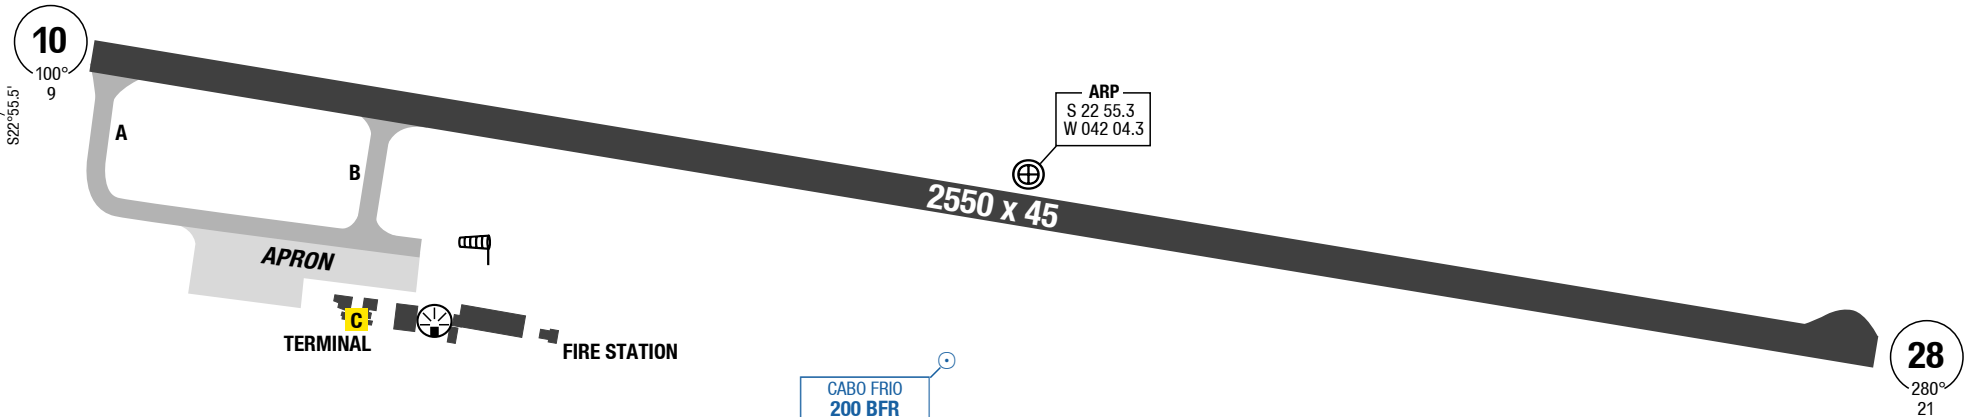 10
100°
9
S22°55.5'
A
B
ARP
S 22 55.3
W 042 04.3
2550 x 45
APRON
C
TERMINAL
FIRE STATION
CABO FRIO
200 BFR
28
280°
21